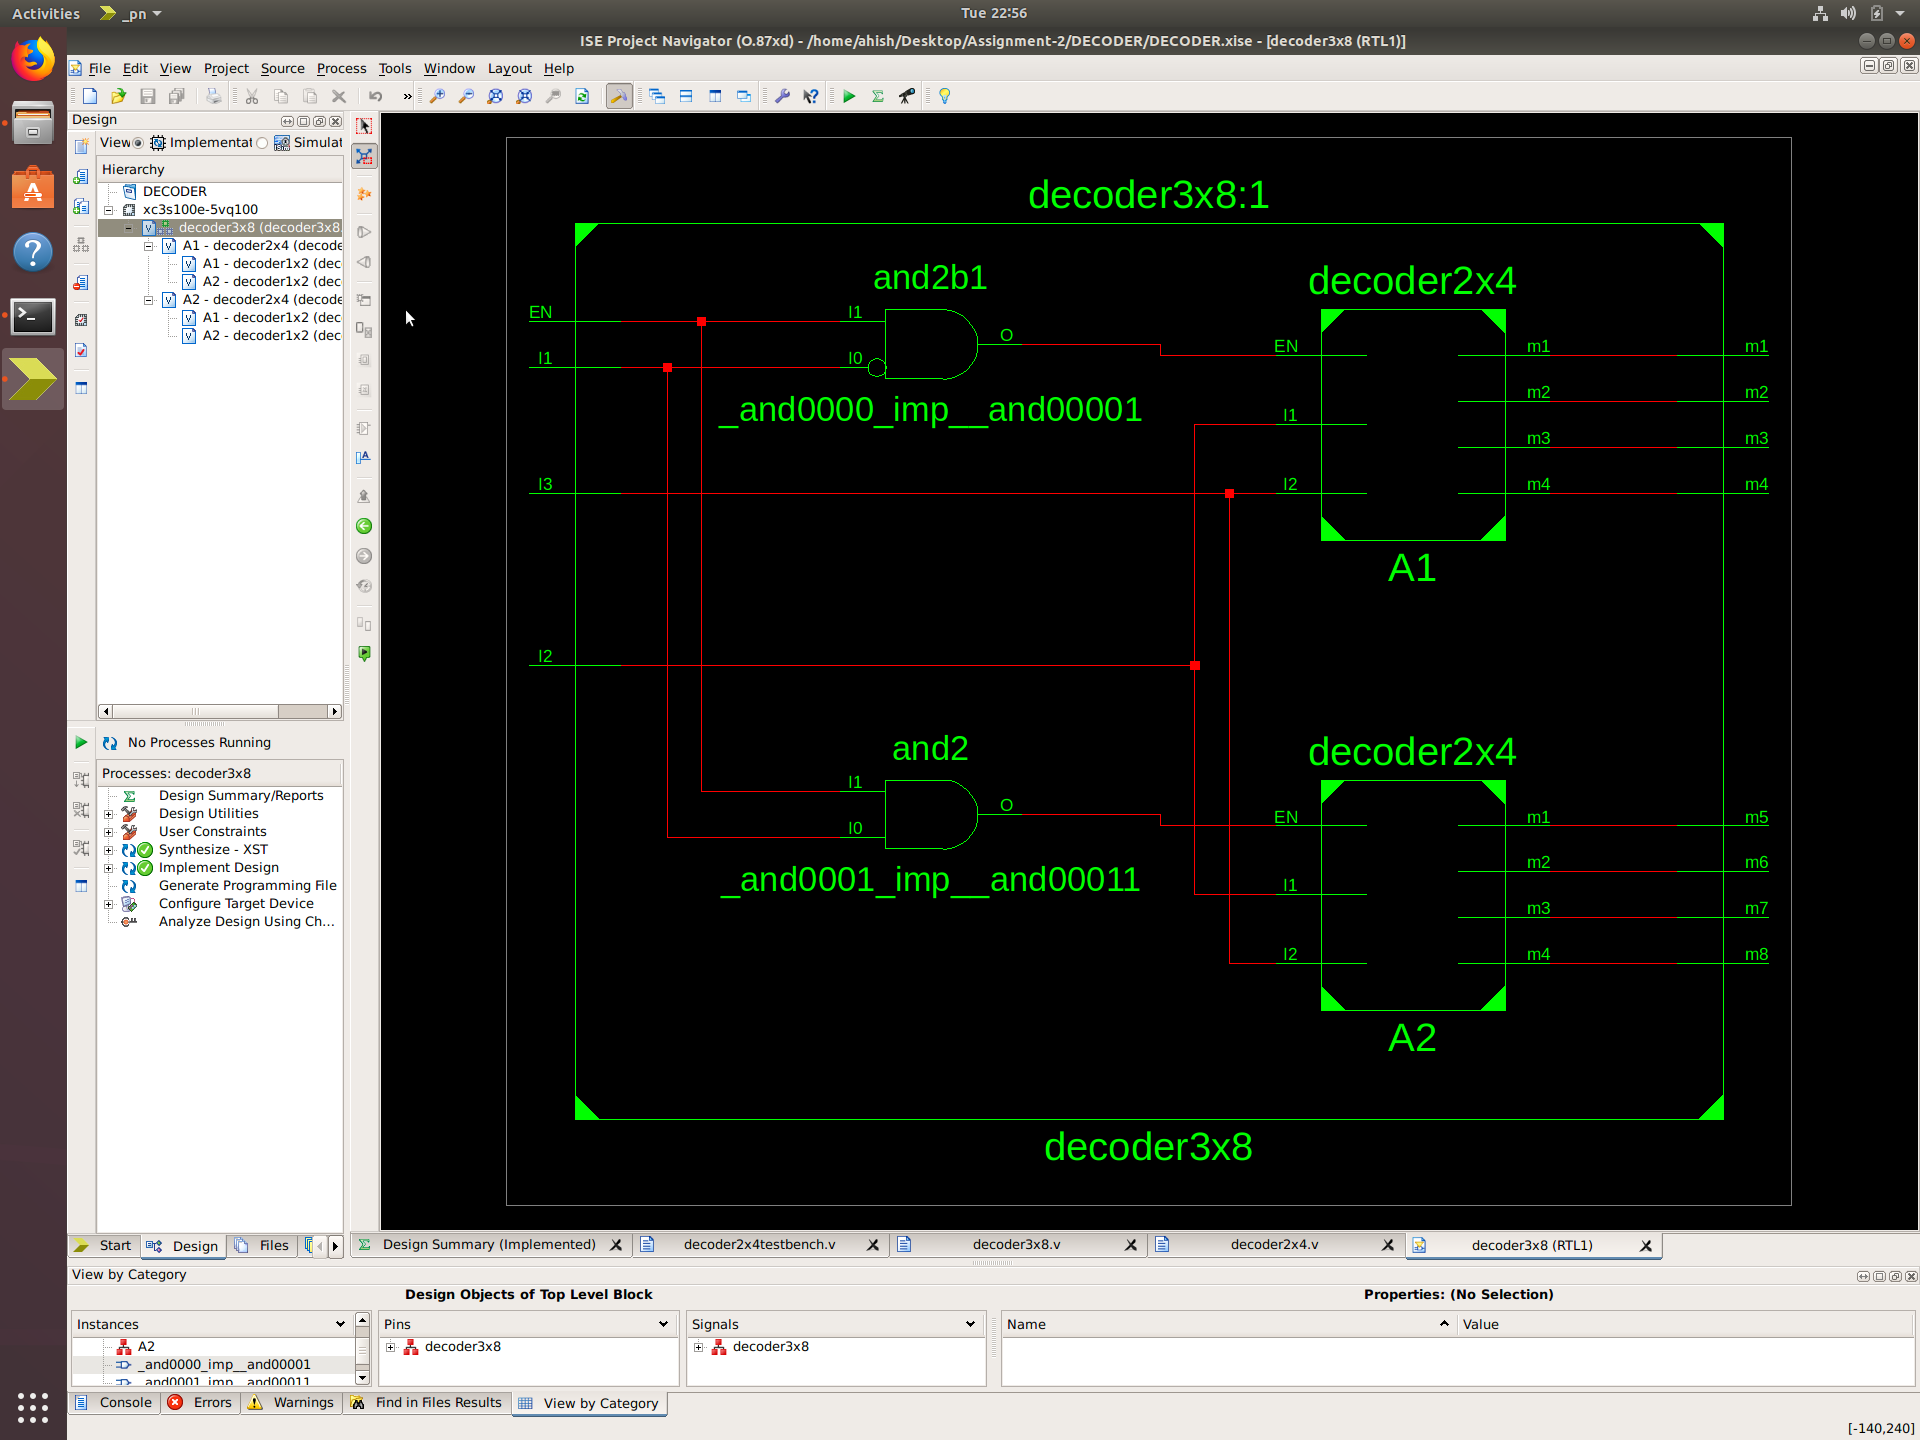 Activities
_pn
Tue 22:56
ISE Project Navigator (O.87xd) - /home/ahish/Desktop/Assignment-2/DECODER/DECODER.xise - [decoder3x8 (RTL1)]
File Edit View Project Source Process Tools Window Layout Help
Design
View Implementat Simulat
Hierarchy
DECODER
xc3s100e-5vq100
decoder3x8 (decoder3x8
A1 - decoder2x4 (decode
A1 - decoder1x2 (dec
A2 - decoder1x2 (dec
A2 - decoder2x4 (decode
A1 - decoder1x2 (dec
A2 - decoder1x2 (dec
No Processes Running
Processes: decoder3x8
Design Summary/Reports
Design Utilities
User Constraints
Synthesize - XST
Implement Design
Generate Programming File
Configure Target Device
Analyze Design Using Ch...
Start Design Files
decoder3x8:1
and2b1
decoder2x4
EN I1 O EN m1 m1
I1 I0 m2 m2
_and0000_imp__and00001
I1 m3 m3
I3 I2 m4 m4
A1
I2
and2
decoder2x4
I1 O EN m1 m5
I0 m2 m6
_and0001_imp__and00011
I1 m3 m7
I2 m4 m8
A2
decoder3x8
Design Summary (Implemented) decoder2x4testbench.v decoder3x8.v decoder2x4.v decoder3x8 (RTL1)
View by Category
Design Objects of Top Level Block
Properties: (No Selection)
Instances Pins Signals Name Value
A2 decoder3x8 decoder3x8
_and0000_imp__and00001
_and0001_imp__and00011
Console Errors Warnings Find in Files Results View by Category
[-140,240]